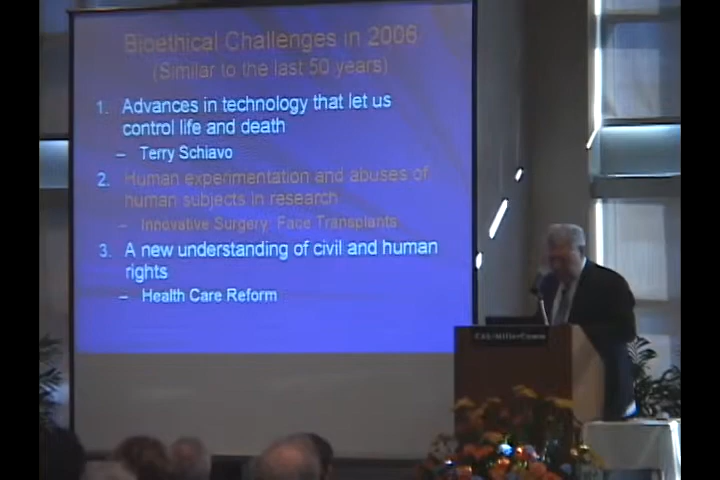 Bioethical Challenges in 2006
(Similar to the last 50 years)
1. Advances in technology that let us
control life and death
– Terry Schiavo
2. Human experimentation and abuses of
human subjects in research
– Innovative Surgery: Face Transplants
3. A new understanding of civil and human
rights
– Health Care Reform
CAS/MillerComm